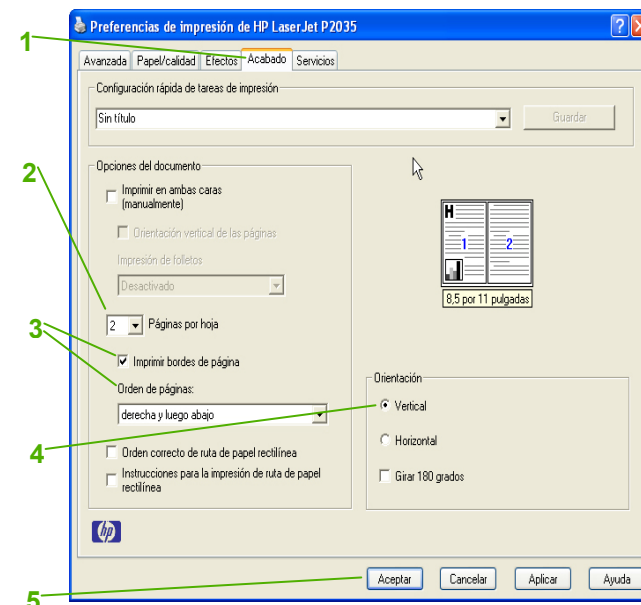 Preferencias de impresión de HP LaserJet P2035
1
Avanzada Papel/calidad Efectos Acabado Servicios
Configuración rápida de tareas de impresión
Sin título
Guardar
Opciones del documento
2
Imprimir en ambas caras
(manualmente)
Orientación vertical de las páginas
Impresión de folletos
Desactivado
2 Páginas por hoja
3
Imprimir bordes de página
Orden de páginas:
derecha y luego abajo
4
Orden correcto de ruta de papel rectilínea
Instrucciones para la impresión de ruta de papel
rectilínea
H
1 2
8,5 por 11 pulgadas
Orientación
Vertical
Horizontal
Girar 180 grados
hp
5
Aceptar Cancelar Aplicar Ayuda